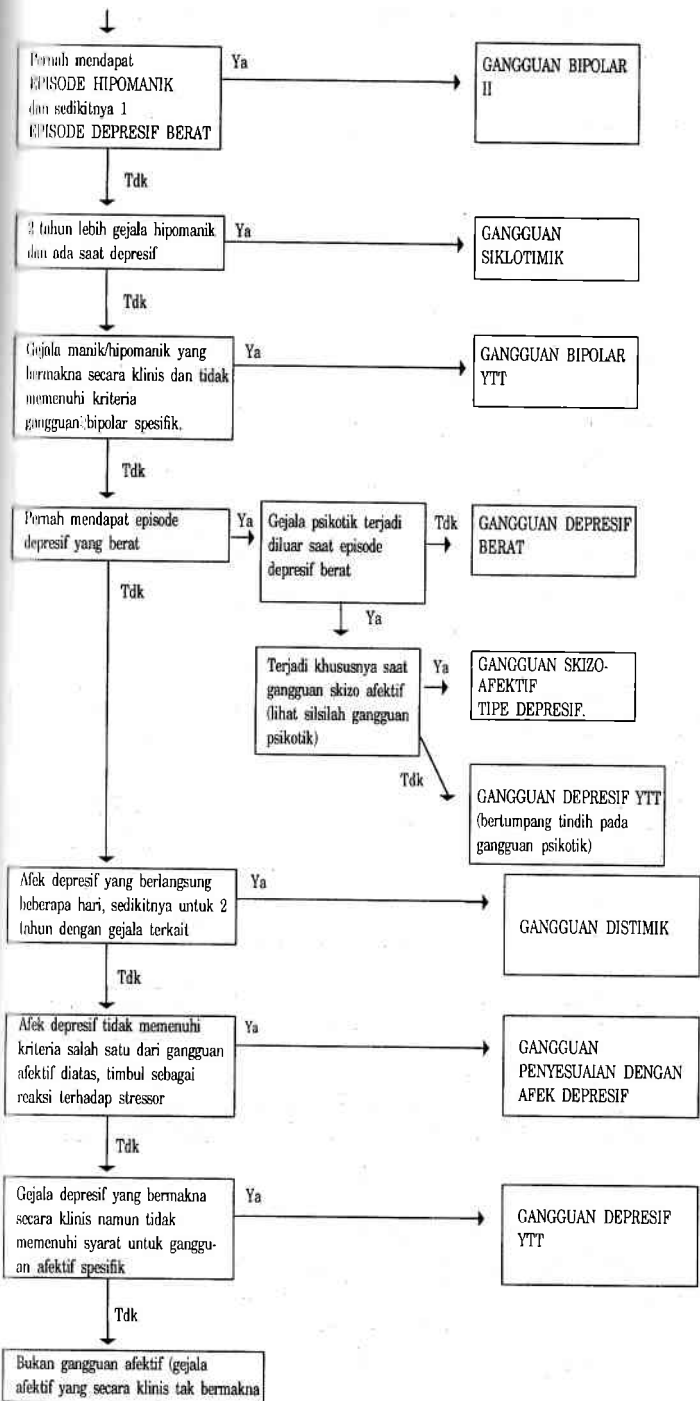 Pernah mendapat
EPISODE HIPOMANIK
dan sedikitnya 1
EPISODE DEPRESIF BERAT
Ya
GANGGUAN BIPOLAR
II
Tdk
2 tahun lebih gejala hipomanik
dan ada saat depresif
Ya
GANGGUAN
SIKLOTIMIK
Tdk
Gejala manik/hipomanik yang
bermakna secara klinis dan tidak
memenuhi kriteria
gangguan bipolar spesifik.
Ya
GANGGUAN BIPOLAR
YTT
Tdk
Pernah mendapat episode
depresif yang berat
Ya
Gejala psikotik terjadi
diluar saat episode
depresif berat
Tdk
GANGGUAN DEPRESIF
BERAT
Tdk
Ya
Terjadi khususnya saat
gangguan skizo afektif
(lihat silsilah gangguan
psikotik)
Ya
GANGGUAN SKIZO-
AFEKTIF
TIPE DEPRESIF.
Tdk
GANGGUAN DEPRESIF YTT
(bertumpang tindih pada
gangguan psikotik)
Afek depresif yang berlangsung
beberapa hari, sedikitnya untuk 2
tahun dengan gejala terkait
Ya
GANGGUAN DISTIMIK
Tdk
Afek depresif tidak memenuhi
kriteria salah satu dari gangguan
afektif diatas, timbul sebagai
reaksi terhadap stressor
Ya
GANGGUAN
PENYESUAIAN DENGAN
AFEK DEPRESIF
Tdk
Gejala depresif yang bermakna
secara klinis namun tidak
memenuhi syarat untuk ganggu-
an afektif spesifik
Ya
GANGGUAN DEPRESIF
YTT
Tdk
Bukan gangguan afektif (gejala
afektif yang secara klinis tak bermakna